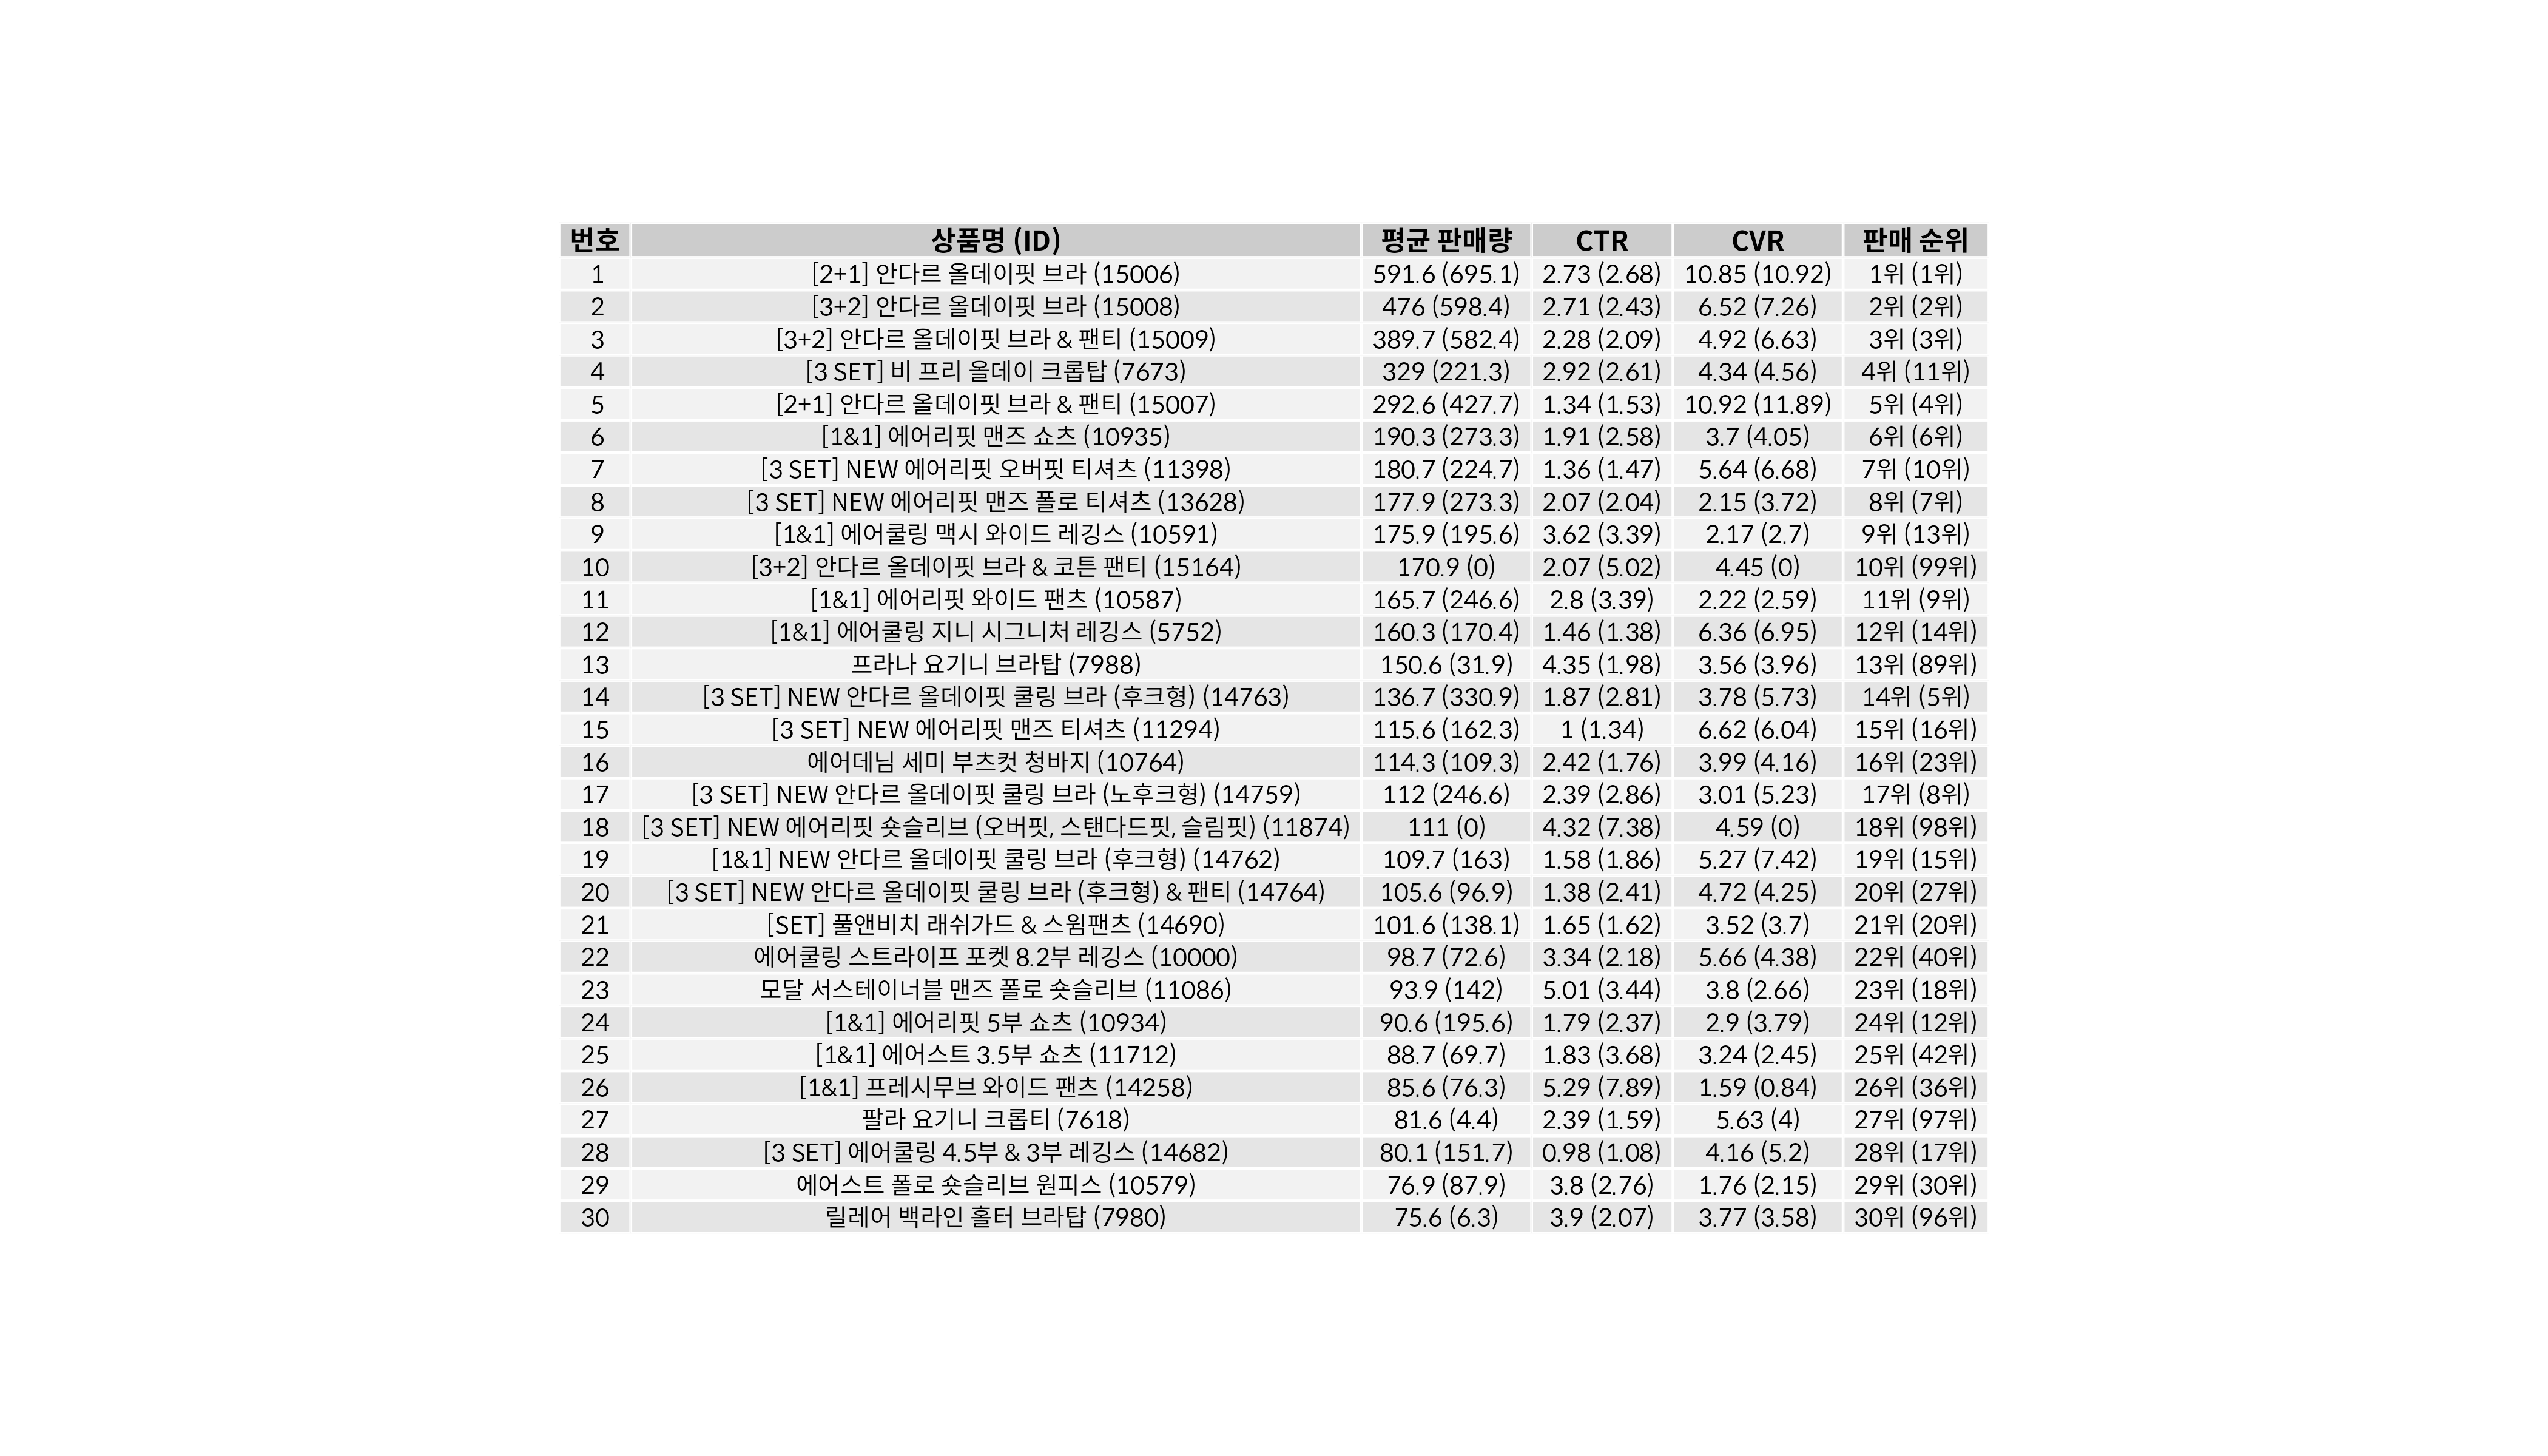 번호 상품명 (ID) 평균 판매량 CTR CVR 판매 순위
1 [2+1] 안다르 올데이핏 브라 (15006) 591.6 (695.1) 2.73 (2.68) 10.85 (10.92) 1위 (1위)
2 [3+2] 안다르 올데이핏 브라 (15008) 476 (598.4) 2.71 (2.43) 6.52 (7.26) 2위 (2위)
3 [3+2] 안다르 올데이핏 브라 & 팬티 (15009) 389.7 (582.4) 2.28 (2.09) 4.92 (6.63) 3위 (3위)
4 [3 SET] 비 프리 올데이 크롭탑 (7673) 329 (221.3) 2.92 (2.61) 4.34 (4.56) 4위 (11위)
5 [2+1] 안다르 올데이핏 브라 & 팬티 (15007) 292.6 (427.7) 1.34 (1.53) 10.92 (11.89) 5위 (4위)
6 [1&1] 에어리핏 맨즈 쇼츠 (10935) 190.3 (273.3) 1.91 (2.58) 3.7 (4.05) 6위 (6위)
7 [3 SET] NEW 에어리핏 오버핏 티셔츠 (11398) 180.7 (224.7) 1.36 (1.47) 5.64 (6.68) 7위 (10위)
8 [3 SET] NEW 에어리핏 맨즈 폴로 티셔츠 (13628) 177.9 (273.3) 2.07 (2.04) 2.15 (3.72) 8위 (7위)
9 [1&1] 에어쿨링 맥시 와이드 레깅스 (10591) 175.9 (195.6) 3.62 (3.39) 2.17 (2.7) 9위 (13위)
10 [3+2] 안다르 올데이핏 브라 & 코튼 팬티 (15164) 170.9 (0) 2.07 (5.02) 4.45 (0) 10위 (99위)
11 [1&1] 에어리핏 와이드 팬츠 (10587) 165.7 (246.6) 2.8 (3.39) 2.22 (2.59) 11위 (9위)
12 [1&1] 에어쿨링 지니 시그니처 레깅스 (5752) 160.3 (170.4) 1.46 (1.38) 6.36 (6.95) 12위 (14위)
13 프라나 요기니 브라탑 (7988) 150.6 (31.9) 4.35 (1.98) 3.56 (3.96) 13위 (89위)
14 [3 SET] NEW 안다르 올데이핏 쿨링 브라 (후크형) (14763) 136.7 (330.9) 1.87 (2.81) 3.78 (5.73) 14위 (5위)
15 [3 SET] NEW 에어리핏 맨즈 티셔츠 (11294) 115.6 (162.3) 1 (1.34) 6.62 (6.04) 15위 (16위)
16 에어데님 세미 부츠컷 청바지 (10764) 114.3 (109.3) 2.42 (1.76) 3.99 (4.16) 16위 (23위)
17 [3 SET] NEW 안다르 올데이핏 쿨링 브라 (노후크형) (14759) 112 (246.6) 2.39 (2.86) 3.01 (5.23) 17위 (8위)
18 [3 SET] NEW 에어리핏 숏슬리브 (오버핏, 스탠다드핏, 슬림핏) (11874) 111 (0) 4.32 (7.38) 4.59 (0) 18위 (98위)
19 [1&1] NEW 안다르 올데이핏 쿨링 브라 (후크형) (14762) 109.7 (163) 1.58 (1.86) 5.27 (7.42) 19위 (15위)
20 [3 SET] NEW 안다르 올데이핏 쿨링 브라 (후크형) & 팬티 (14764) 105.6 (96.9) 1.38 (2.41) 4.72 (4.25) 20위 (27위)
21 [SET] 풀앤비치 래쉬가드 & 스윔팬츠 (14690) 101.6 (138.1) 1.65 (1.62) 3.52 (3.7) 21위 (20위)
22 에어쿨링 스트라이프 포켓 8.2부 레깅스 (10000) 98.7 (72.6) 3.34 (2.18) 5.66 (4.38) 22위 (40위)
23 모달 서스테이너블 맨즈 폴로 숏슬리브 (11086) 93.9 (142) 5.01 (3.44) 3.8 (2.66) 23위 (18위)
24 [1&1] 에어리핏 5부 쇼츠 (10934) 90.6 (195.6) 1.79 (2.37) 2.9 (3.79) 24위 (12위)
25 [1&1] 에어스트 3.5부 쇼츠 (11712) 88.7 (69.7) 1.83 (3.68) 3.24 (2.45) 25위 (42위)
26 [1&1] 프레시무브 와이드 팬츠 (14258) 85.6 (76.3) 5.29 (7.89) 1.59 (0.84) 26위 (36위)
27 팔라 요기니 크롭티 (7618) 81.6 (4.4) 2.39 (1.59) 5.63 (4) 27위 (97위)
28 [3 SET] 에어쿨링 4.5부 & 3부 레깅스 (14682) 80.1 (151.7) 0.98 (1.08) 4.16 (5.2) 28위 (17위)
29 에어스트 폴로 숏슬리브 원피스 (10579) 76.9 (87.9) 3.8 (2.76) 1.76 (2.15) 29위 (30위)
30 릴레어 백라인 홀터 브라탑 (7980) 75.6 (6.3) 3.9 (2.07) 3.77 (3.58) 30위 (96위)